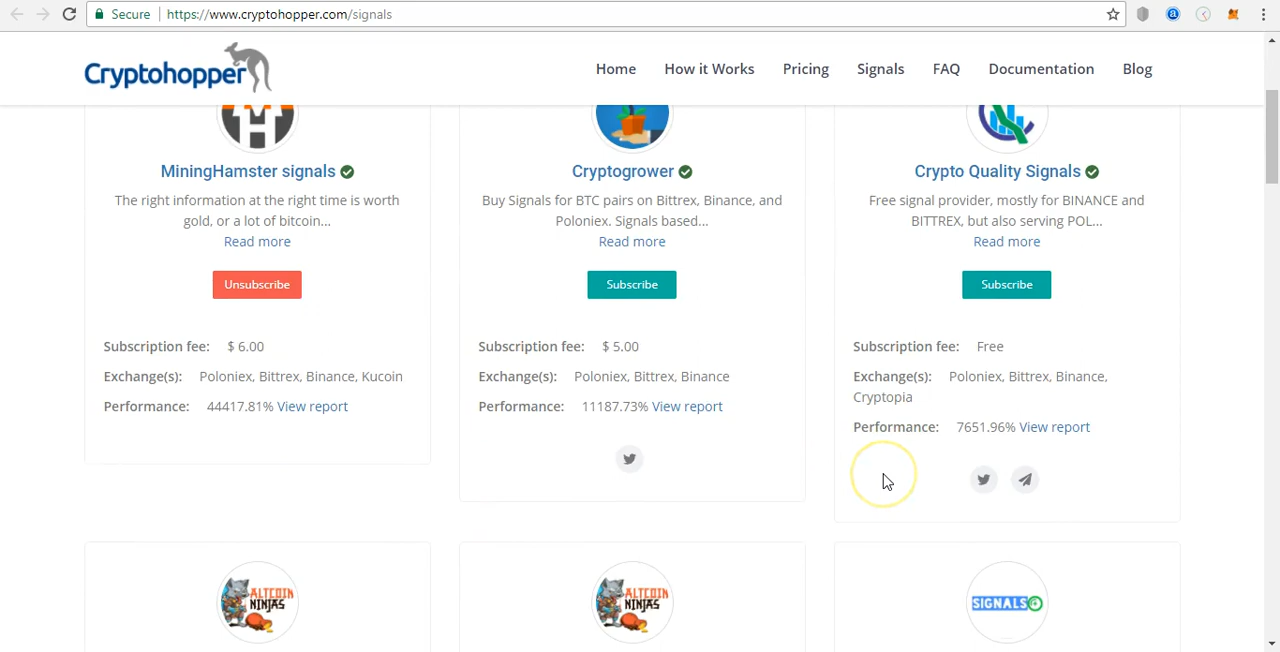 Secure
https://www.cryptohopper.com/signals
Cryptohopper
Home
How it Works
Pricing
Signals
FAQ
Documentation
Blog
MiningHamster signals
The right information at the right time is worth
gold, or a lot of bitcoin...
Read more
Unsubscribe
Subscription fee: $ 6.00
Exchange(s): Poloniex, Bittrex, Binance, Kucoin
Performance: 44417.81% View report
Cryptogrower
Buy Signals for BTC pairs on Bittrex, Binance, and
Poloniex. Signals based...
Read more
Subscribe
Subscription fee: $ 5.00
Exchange(s): Poloniex, Bittrex, Binance
Performance: 11187.73% View report
Crypto Quality Signals
Free signal provider, mostly for BINANCE and
BITTREX, but also serving POL...
Read more
Subscribe
Subscription fee: Free
Exchange(s): Poloniex, Bittrex, Binance,
Cryptopia
Performance: 7651.96% View report
ALTCOIN
NINJAS
ALTCOIN
NINJAS
SIGNALS